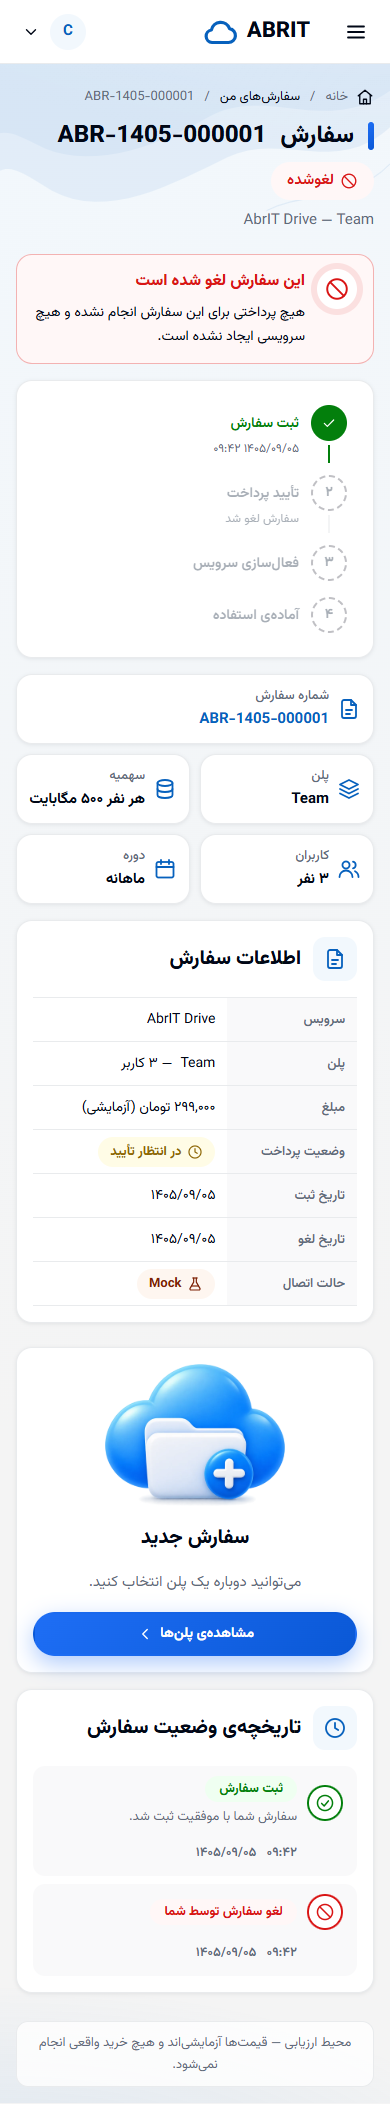 ABRIT
C
خانه / سفارش‌های من / ABR-1405-000001
سفارش ABR-1405-000001
لغوشده
AbrIT Drive — Team
این سفارش لغو شده است
هیچ پرداختی برای این سفارش انجام نشده و هیچ
سرویسی ایجاد نشده است.
ثبت سفارش
۱۴۰۵/۰۹/۰۵ ۰۹:۴۲
۲
تأیید پرداخت
سفارش لغو شد
۳
فعال‌سازی سرویس
۴
آماده‌ی استفاده
شماره سفارش
ABR-1405-000001
پلن
Team
سهمیه
هر نفر ۵۰۰ مگابایت
کاربران
۳ نفر
دوره
ماهانه
اطلاعات سفارش
سرویس
AbrIT Drive
پلن
Team — ۳ کاربر
مبلغ
۲۹۹,۰۰۰ تومان (آزمایشی)
وضعیت پرداخت
در انتظار تأیید
تاریخ ثبت
۱۴۰۵/۰۹/۰۵
تاریخ لغو
۱۴۰۵/۰۹/۰۵
حالت اتصال
Mock
سفارش جدید
می‌توانید دوباره یک پلن انتخاب کنید.
مشاهده‌ی پلن‌ها
تاریخچه‌ی وضعیت سفارش
ثبت سفارش
سفارش شما با موفقیت ثبت شد.
۰۹:۴۲ ۱۴۰۵/۰۹/۰۵
لغو سفارش توسط شما
۰۹:۴۲ ۱۴۰۵/۰۹/۰۵
محیط ارزیابی — قیمت‌ها آزمایشی‌اند و هیچ خرید واقعی انجام
نمی‌شود.